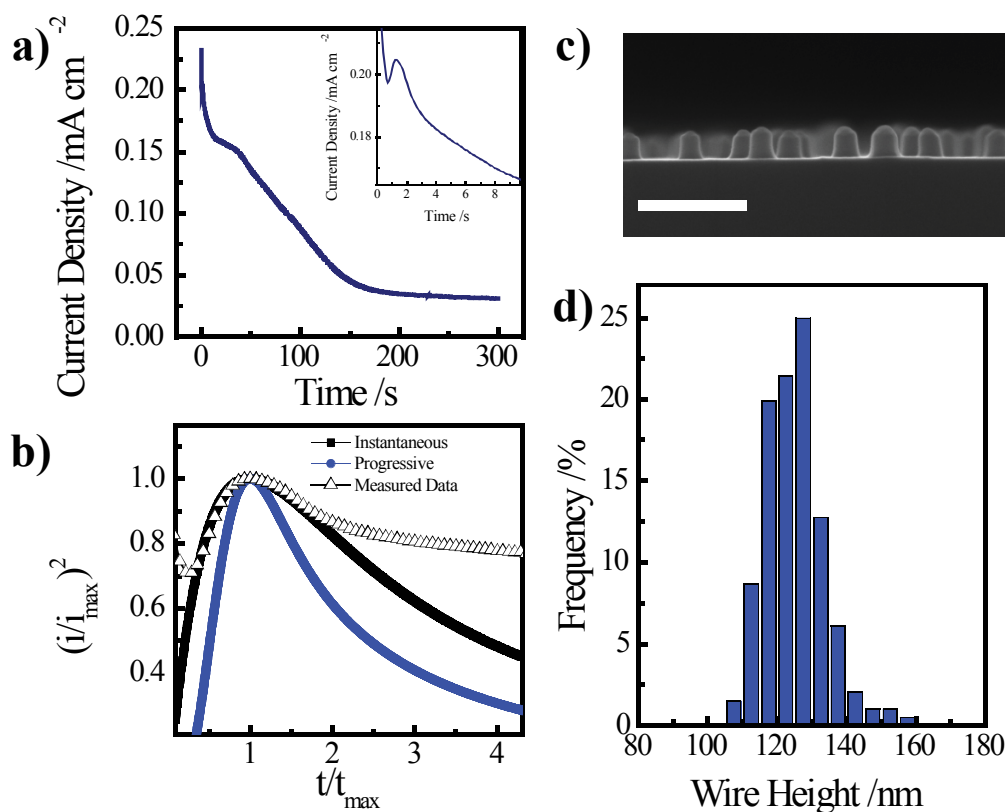 a)
Current Density /mA cm-2
0.25
0.20
0.15
0.10
0.05
0.00
0 100 200 300
Time /s
Current Density /mA cm-2
0.20
0.18
0 2 4 6 8
Time /s
b)
Instantaneous
Progressive
Measured Data
(i/imax)2
1.0
0.8
0.6
0.4
1 2 3 4
t/tmax
c)
d)
Frequency /%
25
20
15
10
5
0
80 100 120 140 160 180
Wire Height /nm